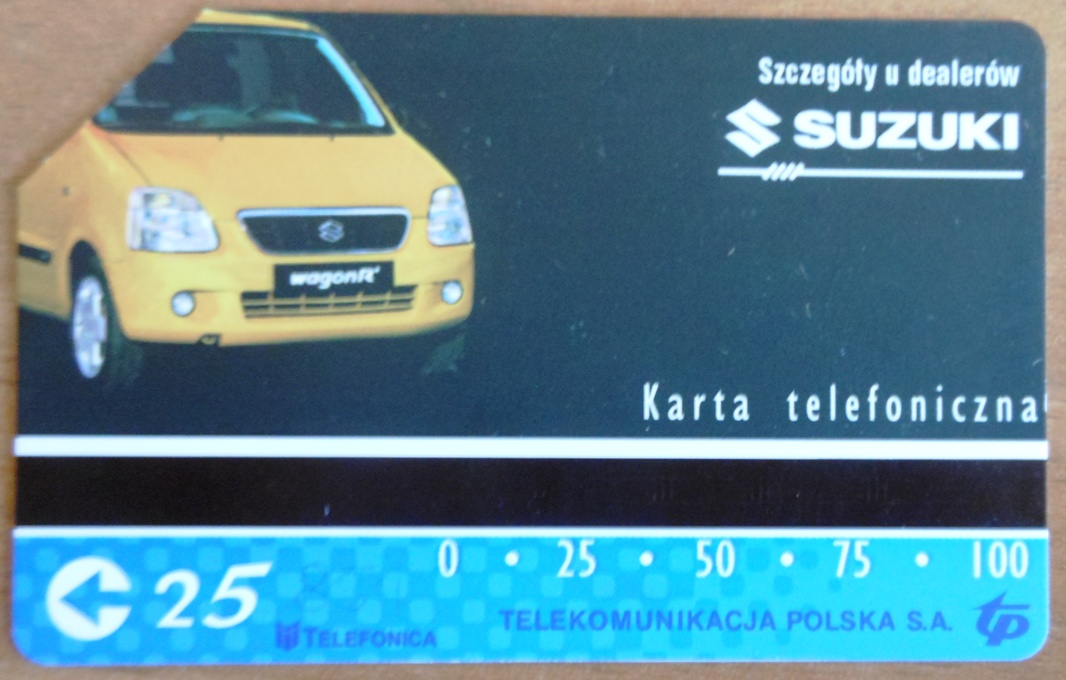 Szczegóły u dealerów
SUZUKI
wagonR+
Karta telefoniczna
0 • 25 • 50 • 75 • 100
25
TELEFONICA
TELEKOMUNIKACJA POLSKA S.A.
tp